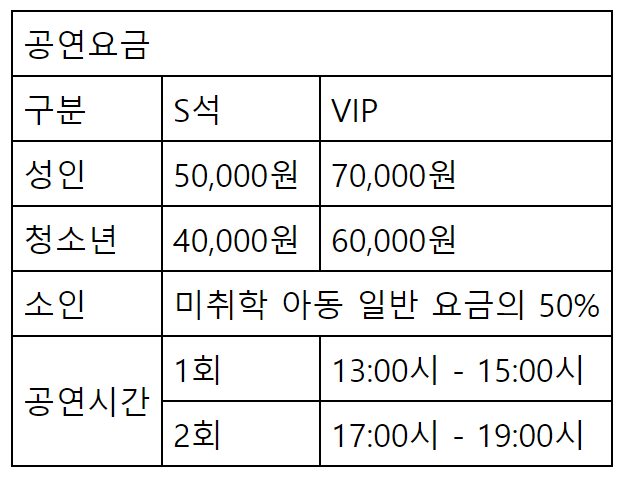 공연요금
구분 S석 VIP
성인 50,000원 70,000원
청소년 40,000원 60,000원
소인 미취학 아동 일반 요금의 50%
공연시간 1회 13:00시 - 15:00시
2회 17:00시 - 19:00시